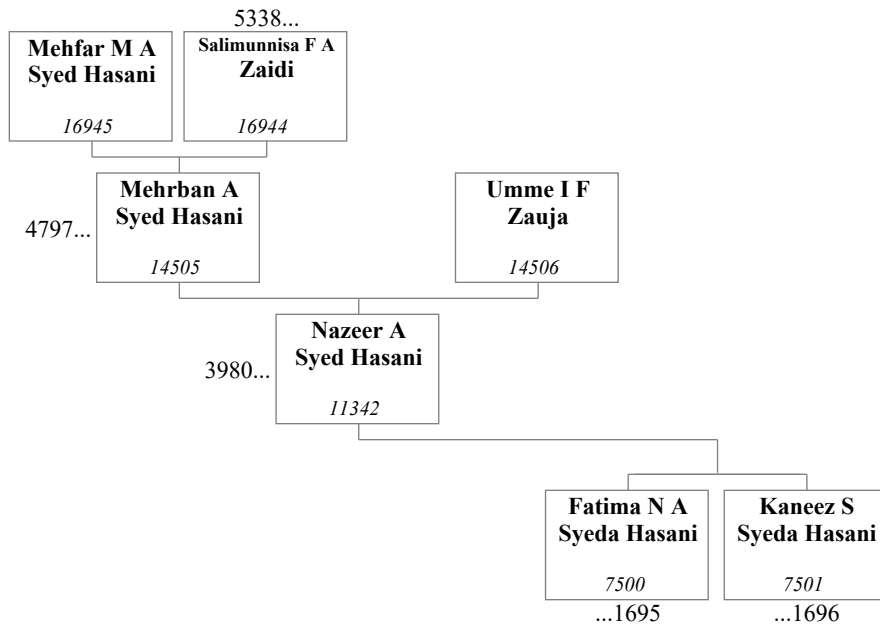 5338...
Mehfar M A
Syed Hasani
16945
Salimunnisa F A
Zaidi
16944
4797...
Mehrban A
Syed Hasani
14505
Umme I F
Zauja
14506
3980...
Nazeer A
Syed Hasani
11342
Fatima N A
Syeda Hasani
7500
...1695
Kaneez S
Syeda Hasani
7501
...1696